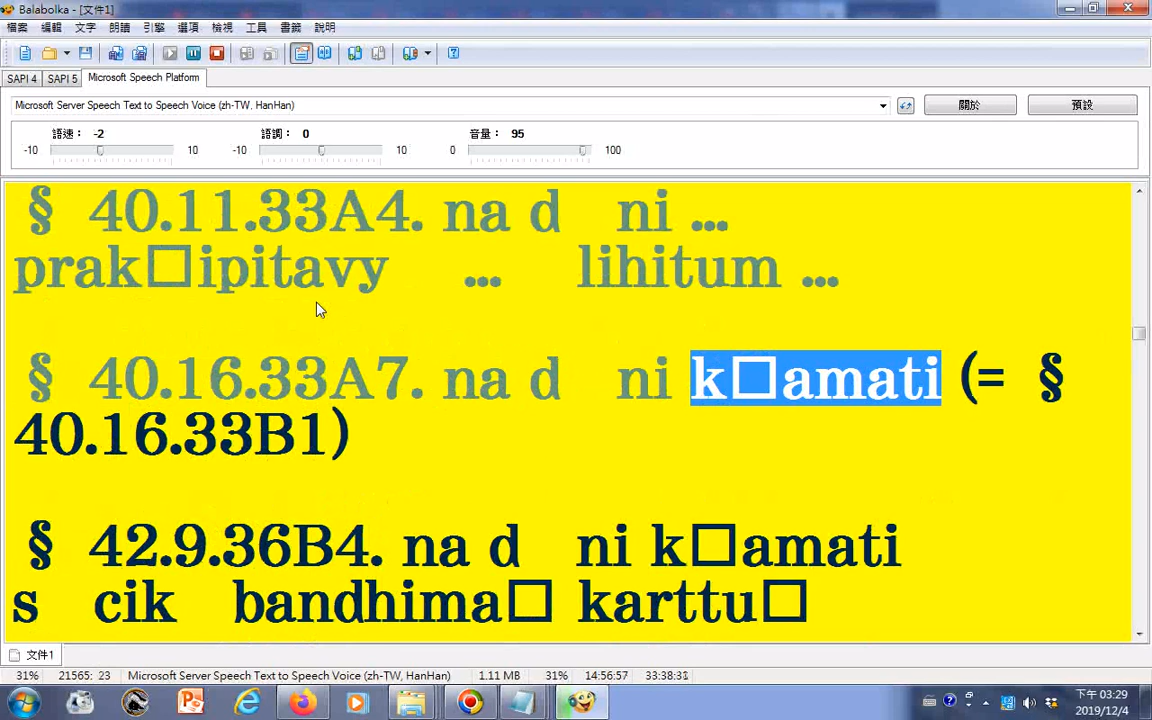 Balabolka - [文件1]
檔案 編輯 文字 朗讀 引擎 選項 檢視 工具 書籤 說明
SAPI 4 SAPI 5 Microsoft Speech Platform
Microsoft Server Speech Text to Speech Voice (zh-TW, HanHan) 關於 預設
語速： -2 語調： 0 音量： 95
-10 10 -10 10 0 100
§ 40.11.33A4. na d ni ...
prak□ipitavy ... lihitum ...
§ 40.16.33A7. na d ni k□amati (= §
40.16.33B1)
§ 42.9.36B4. na d ni k□amati
s cik bandhima□ karttu□
文件1
31% 21565: 23 Microsoft Server Speech Text to Speech Voice (zh-TW, HanHan) 1.11 MB 31% 14:56:57 33:38:31
下午 03:29
2019/12/4